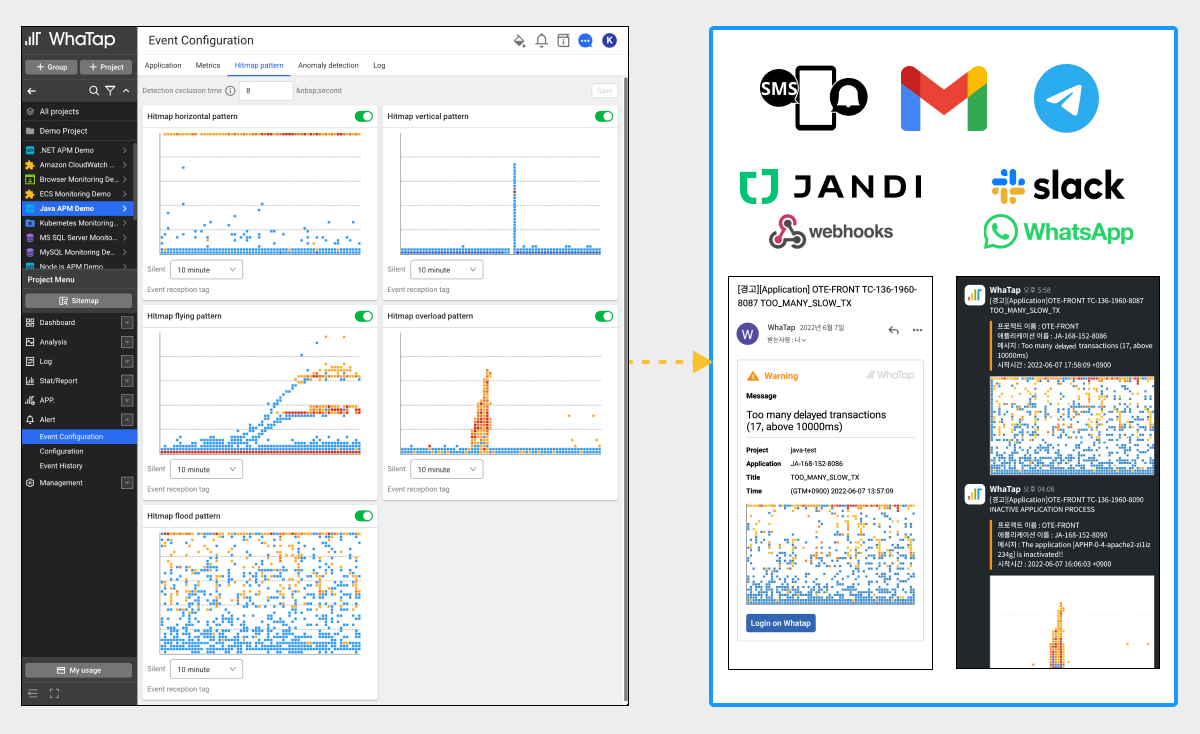 WhaTap
+ Group
+ Project
All projects
Demo Project
.NET APM Demo
Amazon CloudWatch ...
Browser Monitoring De...
ECS Monitoring Demo
Java APM Demo
Kubernetes Monitoring...
MS SQL Server Monito...
MySQL Monitoring De...
Node.js APM Demo
Project Menu
Sitemap
Dashboard
Analysis
Log
Stat/Report
APP.
Alert
Event Configuration
Configuration
Event History
Management
My usage
Event Configuration
K
Application
Metrics
Hitmap pattern
Anomaly detection
Log
Detection cxclusion time
8
&nbsp;second
Save
Hitmap horizontal pattern
Silent
10 minute
Event reception tag
Hitmap vertical pattern
Silent
10 minute
Event reception tag
Hitmap flying pattern
Silent
10 minute
Event reception tag
Hitmap overload pattern
Silent
10 minute
Event reception tag
Hitmap flood pattern
Silent
10 minute
Event reception tag
SMS
JANDI
slack
webhooks
WhatsApp
[경고][Application] OTE-FRONT TC-136-1960-
8087 TOO_MANY_SLOW_TX
W
WhaTap 2022년 6월 7일
받는사람 : 나
Warning
WhaTap
Message
Too many delayed transactions
(17, above 10000ms)
Project java-test
Application JA-168-152-8086
Title TOO_MANY_SLOW_TX
Time (GTM+0900) 2022-06-07 13:57:09
Login on Whatap
WhaTap 오후 5:58
[경고][Application]OTE-FRONT TC-136-1960-8087
TOO_MANY_SLOW_TX
프로젝트 이름 : OTE-FRONT
애플리케이션 이름 : JA-168-152-8086
메시지 : Too many delayed transactions (17, above
10000ms)
시작시간 : 2022-06-07 17:58:09 +0900
WhaTap 오후 04:06
[경고][Application]OTE-FRONT TC-136-1960-8090
INACTIVE APPLICATION PROCESS
프로젝트 이름 : OTE-FRONT
애플리케이션 이름 : JA-168-152-8090
메시지 : The application [APHP-0-4-apache2-zi1iz
234g] is inactivated!!
시작시간 : 2022-06-07 16:06:03 +0900